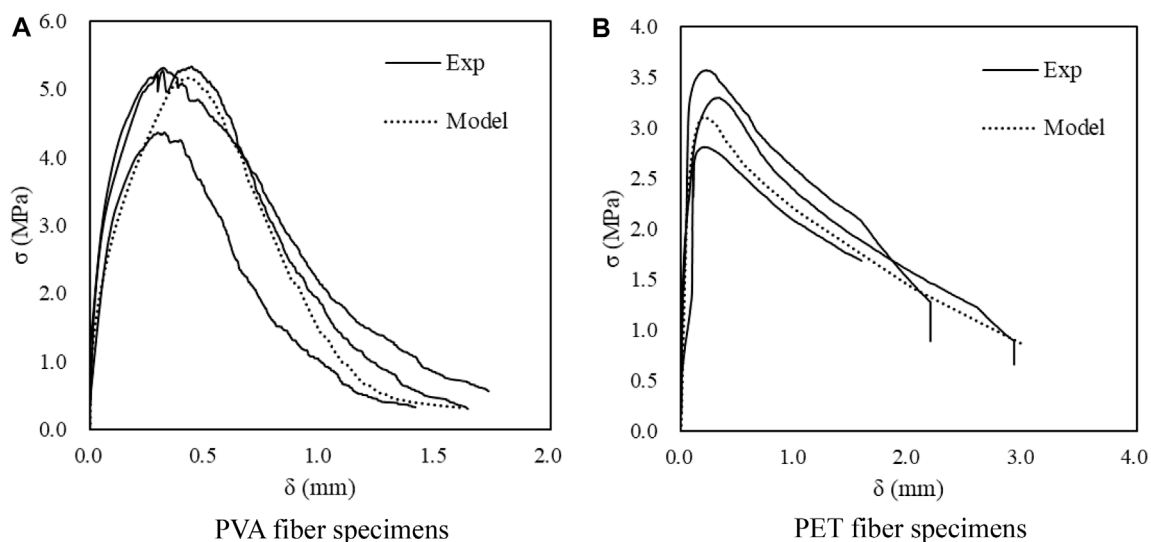 A
6.0
5.0
4.0
3.0
2.0
1.0
0.0
σ (MPa)
Exp
Model
0.0 0.5 1.0 1.5 2.0
δ (mm)
PVA fiber specimens
B
4.0
3.5
3.0
2.5
2.0
1.5
1.0
0.5
0.0
σ (MPa)
Exp
Model
0.0 1.0 2.0 3.0 4.0
δ (mm)
PET fiber specimens